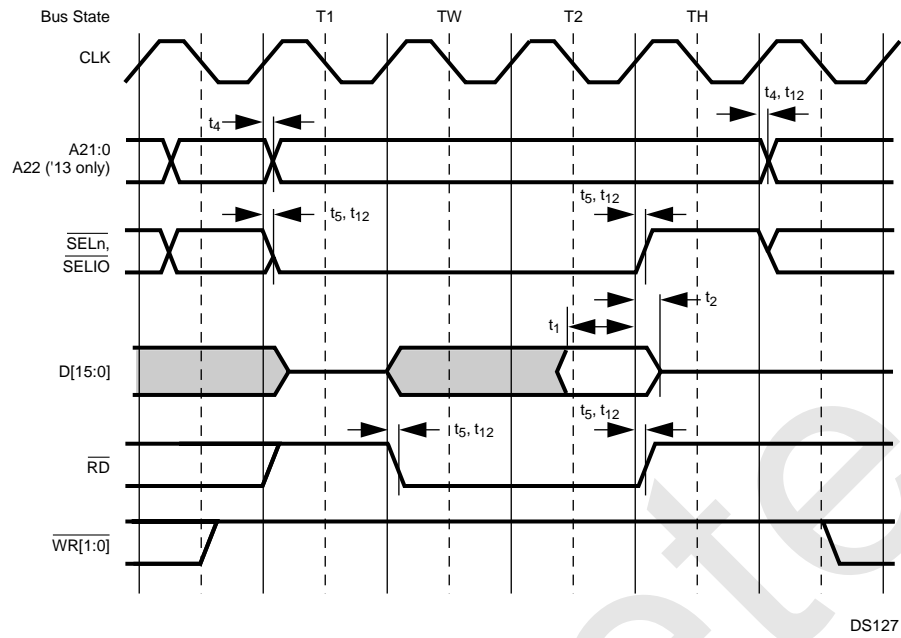 Bus State T1 TW T2 TH
CLK
t4
t4, t12
A21:0
A22 ('13 only)
t5, t12
t5, t12
SELn,
SELIO
t2
t1
D[15:0]
t5, t12
t5, t12
RD
WR[1:0]
DS127